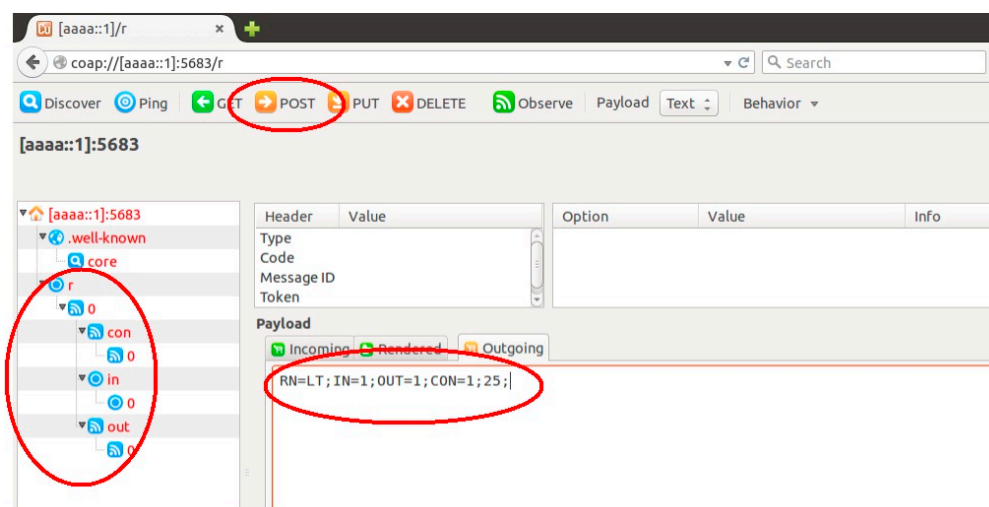 [aaaa::1]/r
coap://[aaaa::1]:5683/r
Search
Discover Ping GET POST PUT DELETE Observe Payload Text Behavior
[aaaa::1]:5683
[aaaa::1]:5683
.well-known
core
r
0
con
0
in
0
out
0
Header Value
Type
Code
Message ID
Token
Option Value Info
Payload
Incoming Rendered Outgoing
RN=LT;IN=1;OUT=1;CON=1;25;